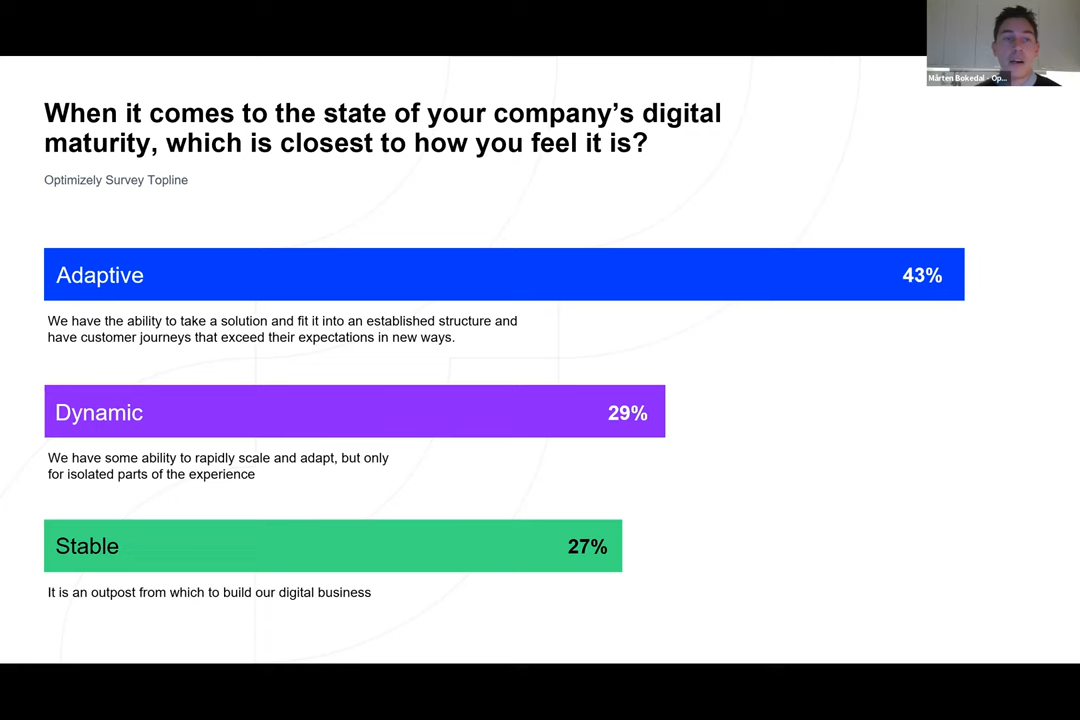 Mårten Bokedal - Op...
When it comes to the state of your company’s digital
maturity, which is closest to how you feel it is?
Optimizely Survey Topline
Adaptive 43%
We have the ability to take a solution and fit it into an established structure and
have customer journeys that exceed their expectations in new ways.
Dynamic 29%
We have some ability to rapidly scale and adapt, but only
for isolated parts of the experience
Stable 27%
It is an outpost from which to build our digital business